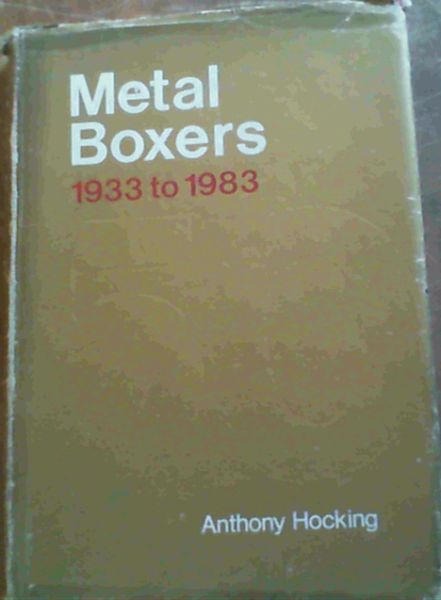 Metal
Boxers
1933 to 1983
Anthony Hocking